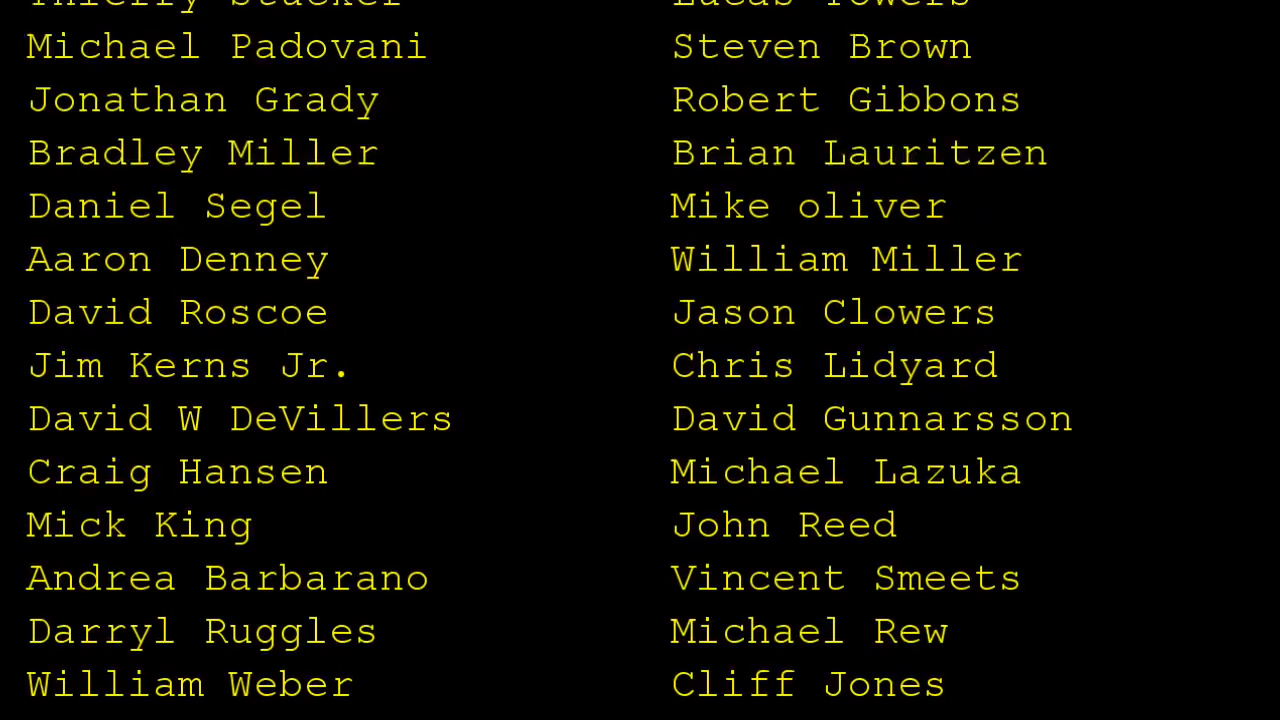 Michael Padovani
Jonathan Grady
Bradley Miller
Daniel Segel
Aaron Denney
David Roscoe
Jim Kerns Jr.
David W DeVillers
Craig Hansen
Mick King
Andrea Barbarano
Darryl Ruggles
William Weber
Steven Brown
Robert Gibbons
Brian Lauritzen
Mike oliver
William Miller
Jason Clowers
Chris Lidyard
David Gunnarsson
Michael Lazuka
John Reed
Vincent Smeets
Michael Rew
Cliff Jones